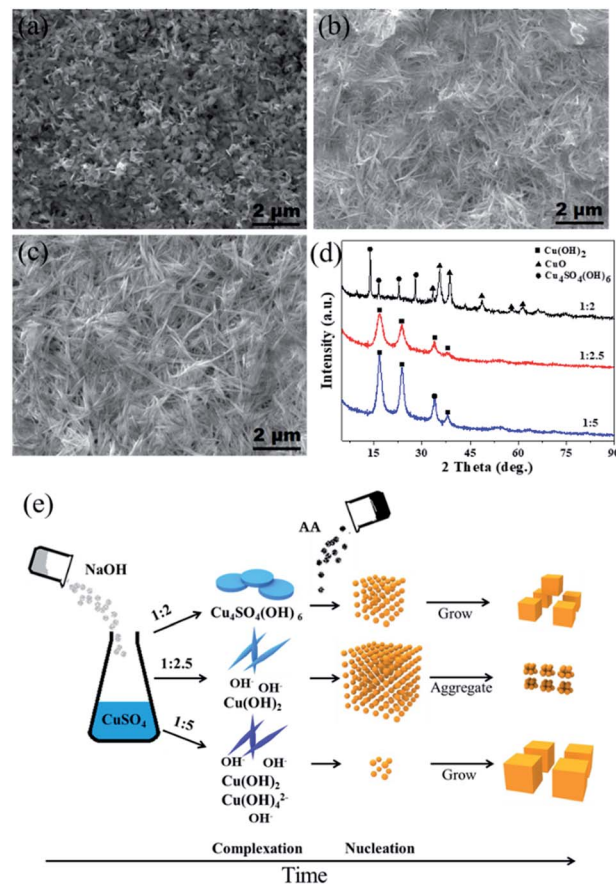 (a)
2 μm
(b)
2 μm
(c)
2 μm
(d)
Intensity (a.u.)
■ Cu(OH)₂
▲ CuO
● Cu₄SO₄(OH)₆
1:2
1:2.5
1:5
15 30 45 60 75 90
2 Theta (deg.)
(e)
NaOH
AA
1:2
Cu₄SO₄(OH)₆
Grow
1:2.5
OH⁻ OH⁻
Cu(OH)₂
Aggregate
CuSO₄
1:5
OH⁻ OH⁻
Cu(OH)₂
Cu(OH)₄²⁻
OH⁻
Grow
Complexation Nucleation
Time